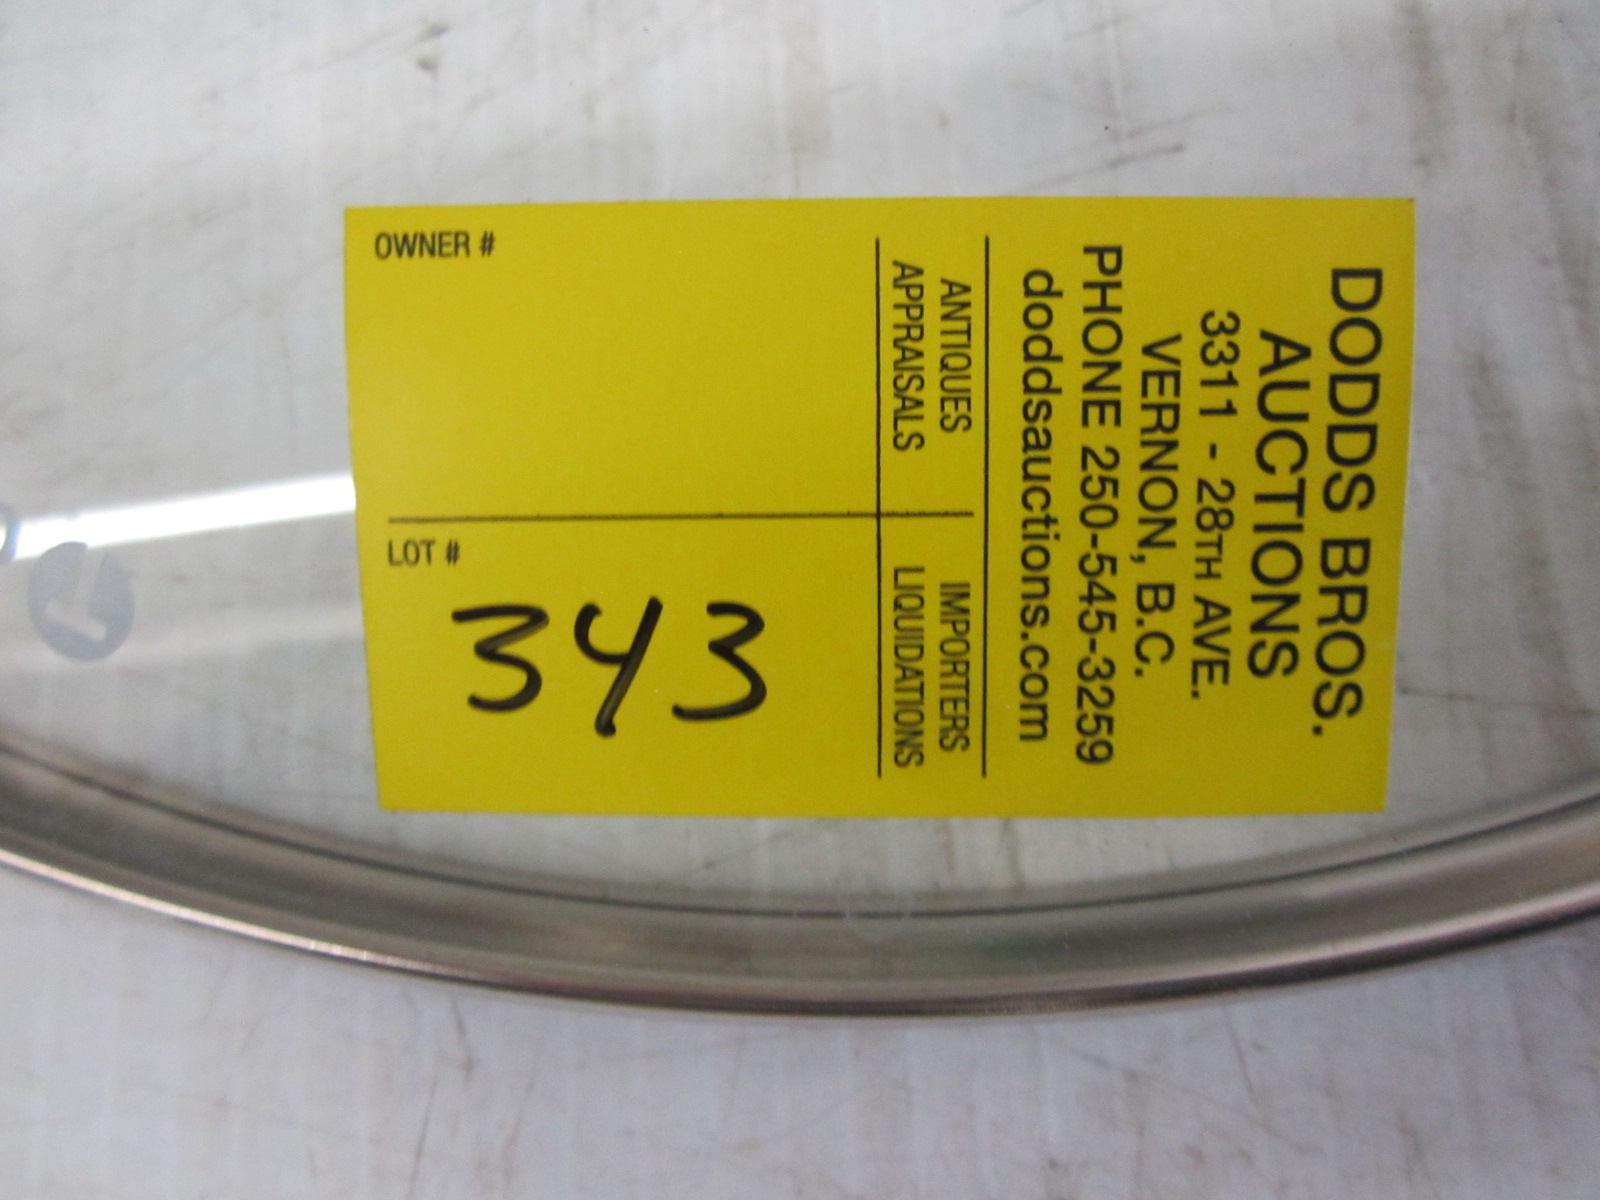 DODDS BROS.
AUCTIONS
3311 - 28TH AVE.
VERNON, B.C.
PHONE 250-545-3259
doddsauctions.com
ANTIQUES IMPORTERS
APPRAISALS LIQUIDATIONS
OWNER #
LOT #
343